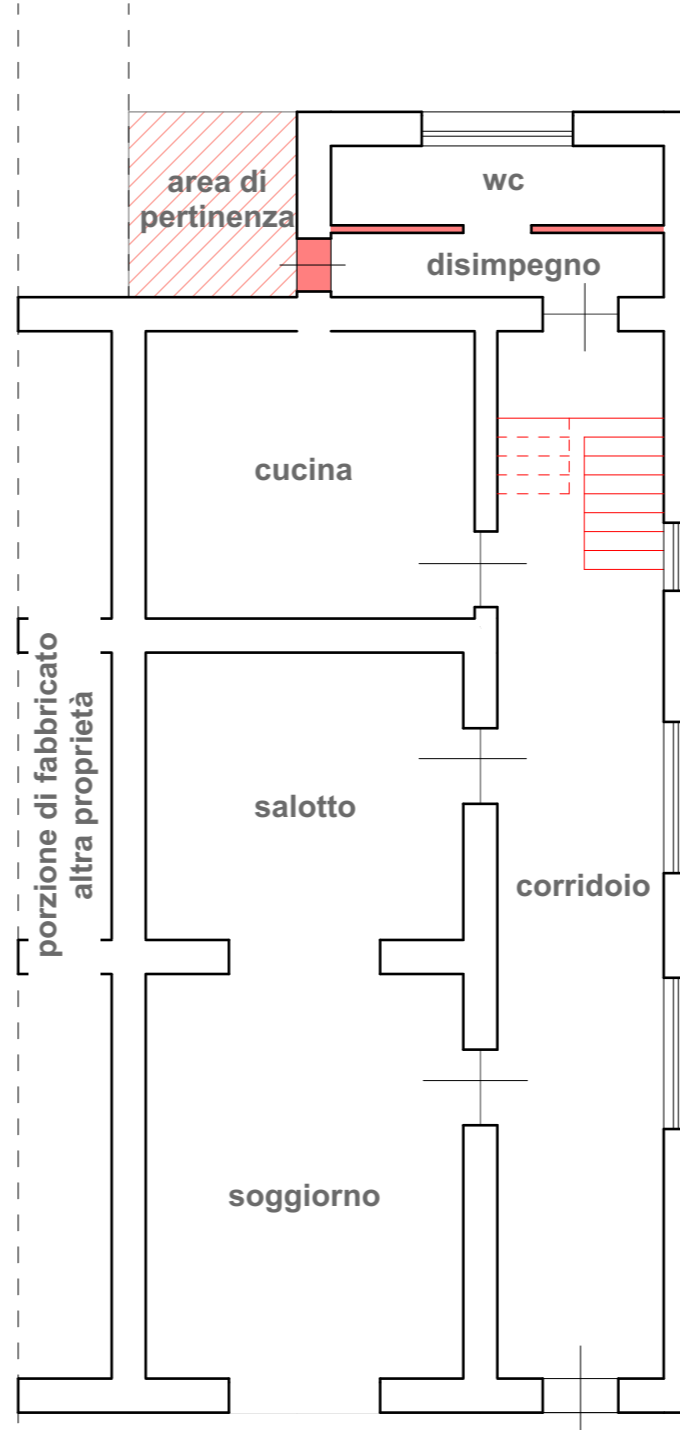 area di
pertinenza
wc
disimpegno
cucina
porzione di fabbricato
altra proprietà
salotto
corridoio
soggiorno